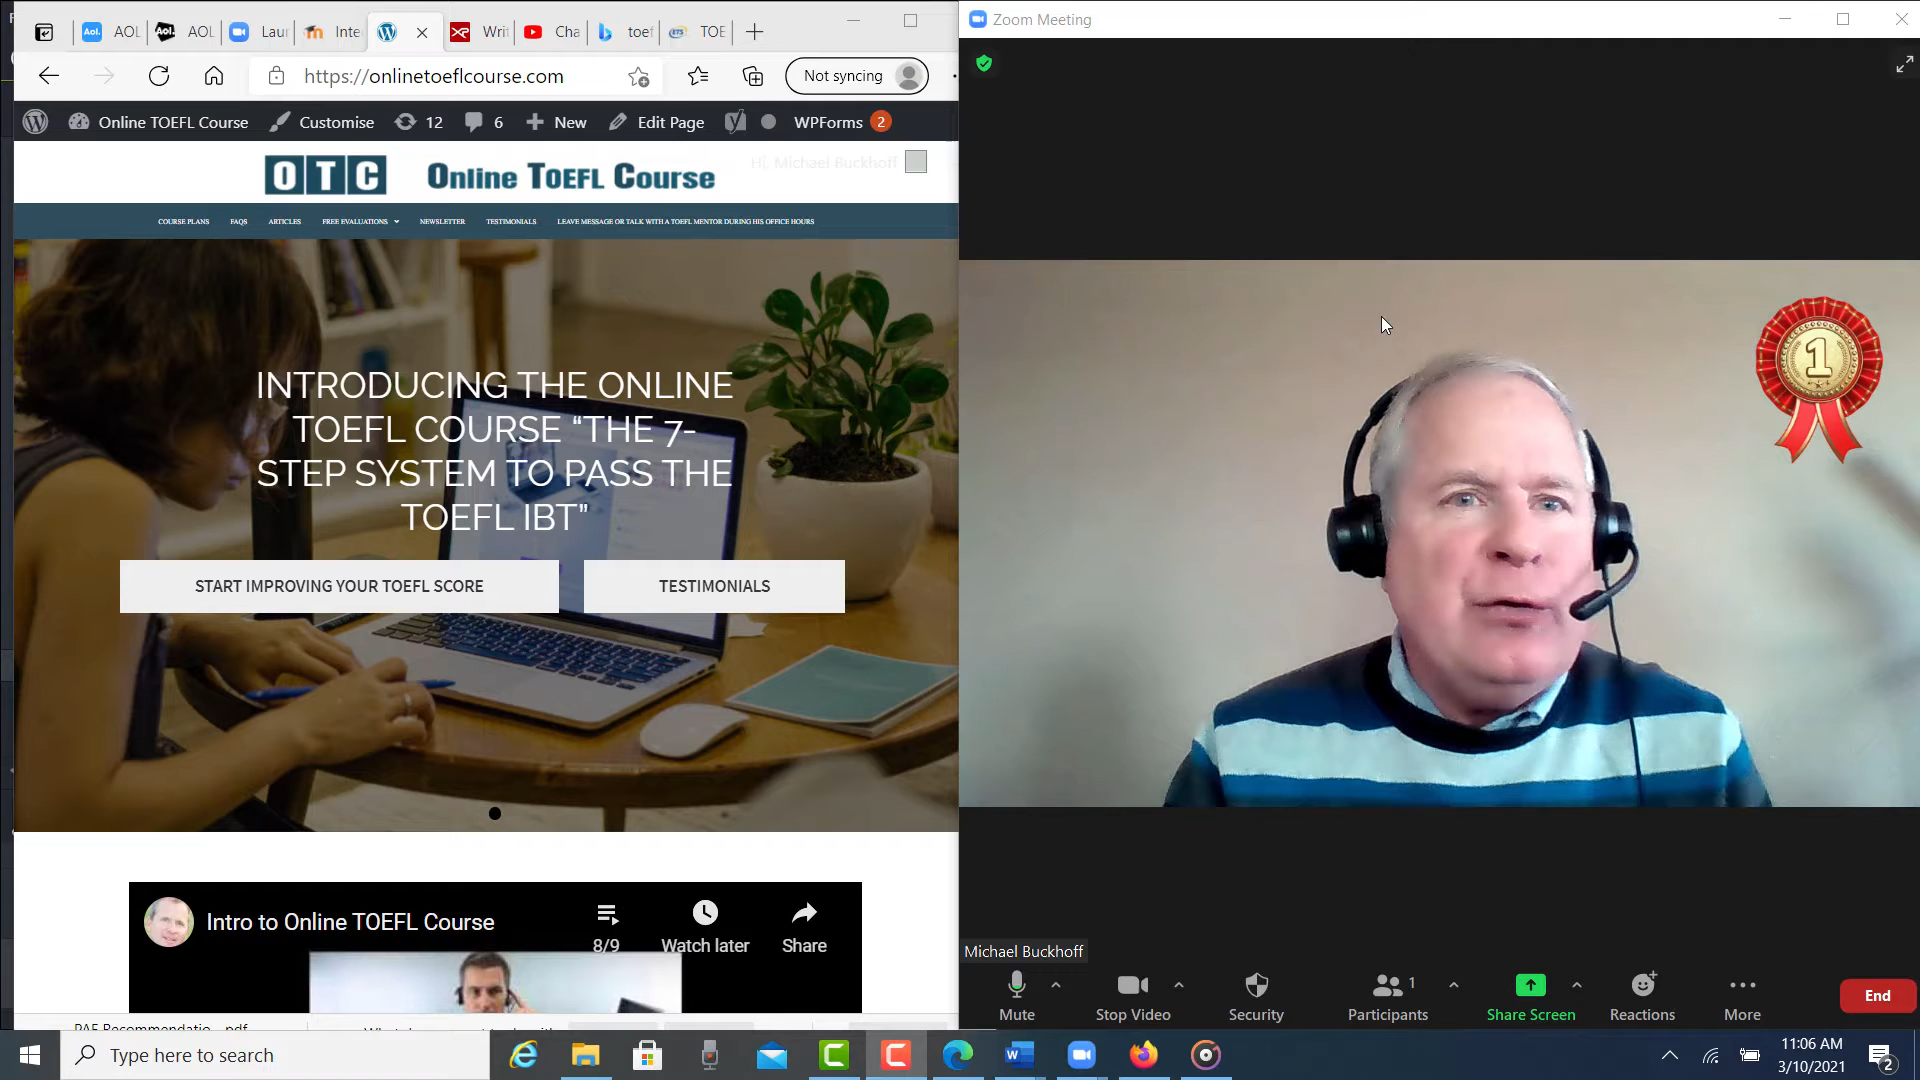 AOL
AOL
Lau
Inte
Writ
Cha
toef
TOE
Zoom Meeting
https://onlinetoeflcourse.com
Not syncing
Online TOEFL Course
Customise
12
6
New
Edit Page
WPForms
2
OTC
Online TOEFL Course
Hi, Michael Buckhoff
COURSE PLANS
FAQS
ARTICLES
FREE EVALUATIONS
NEWSLETTER
TESTIMONIALS
LEAVE MESSAGE OR TALK WITH A TOEFL MENTOR DURING HIS OFFICE HOURS
INTRODUCING THE ONLINE
TOEFL COURSE “THE 7-
STEP SYSTEM TO PASS THE
TOEFL IBT”
START IMPROVING YOUR TOEFL SCORE
TESTIMONIALS
1
Intro to Online TOEFL Course
8/9
Watch later
Share
Michael Buckhoff
1
Mute
Stop Video
Security
Participants
Share Screen
Reactions
More
End
Type here to search
11:06 AM
3/10/2021
2